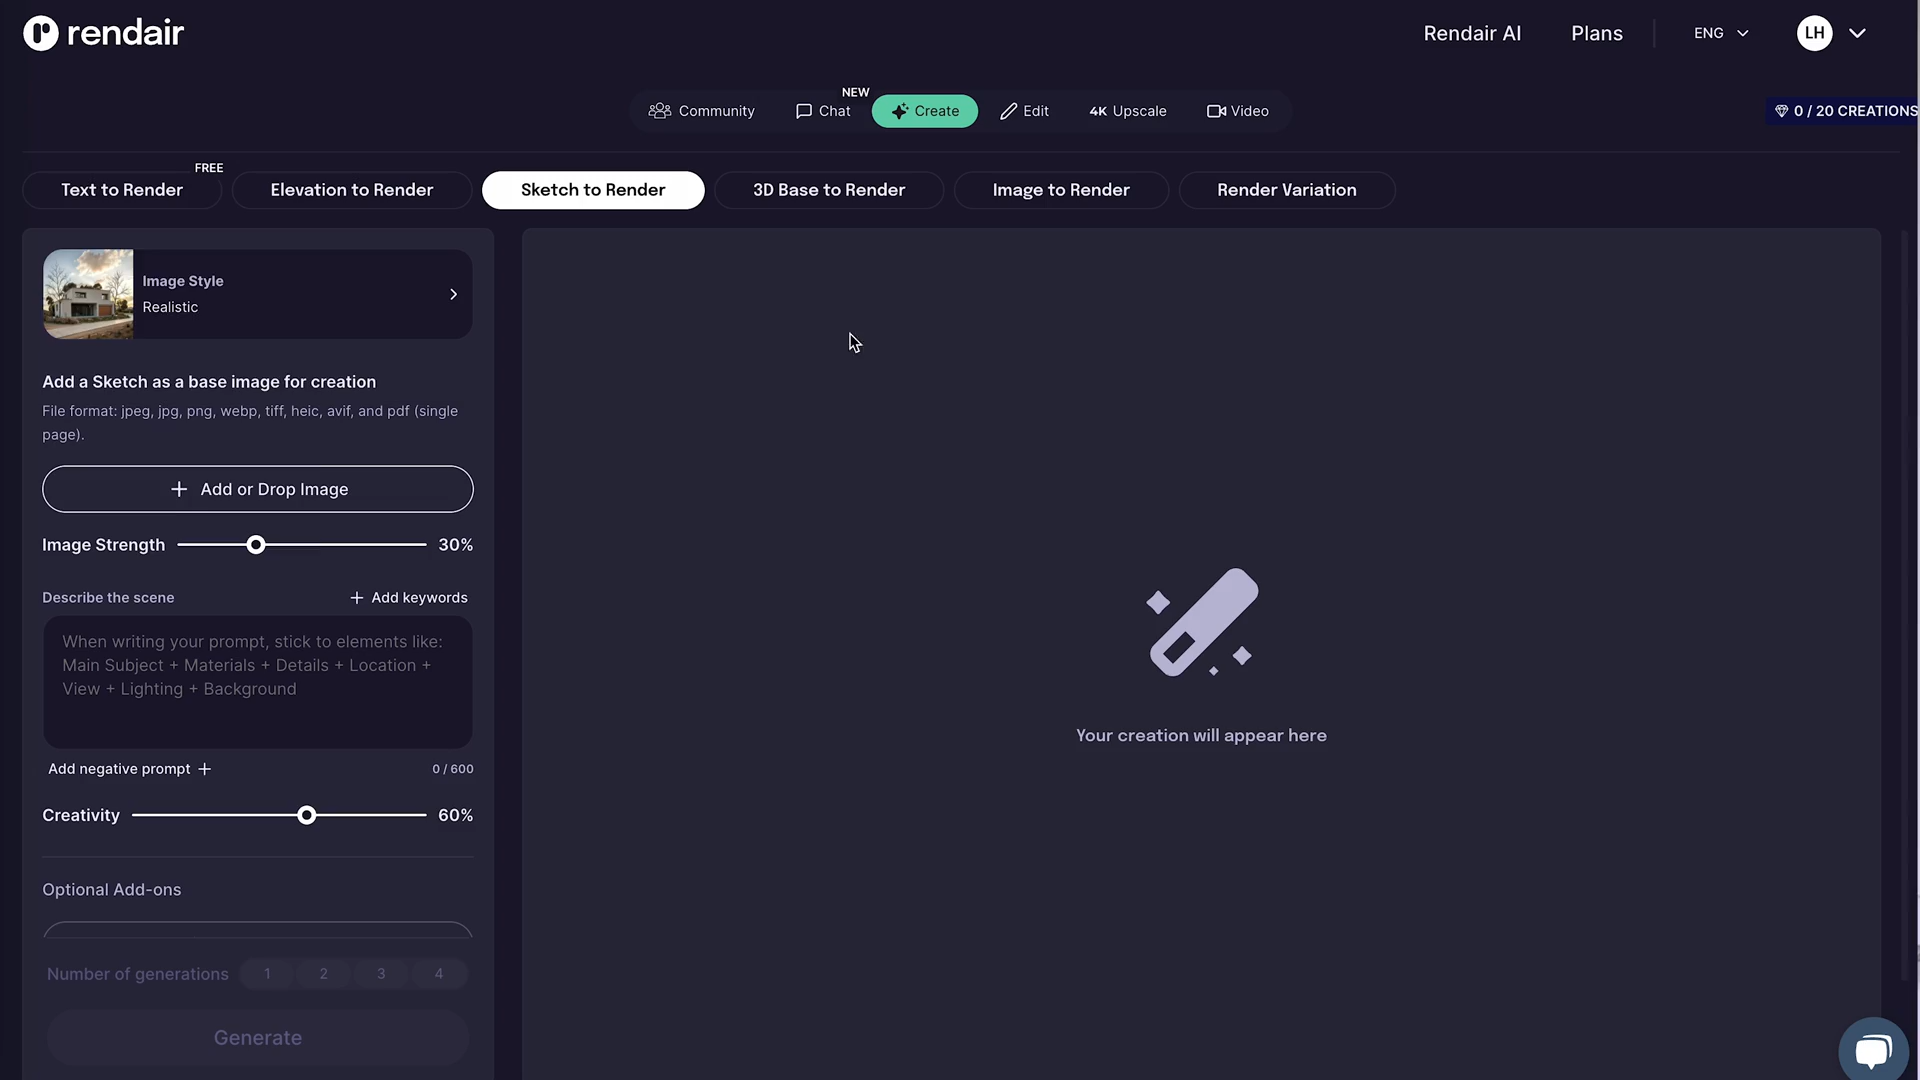 rendair
Rendair AI
Plans
ENG
LH
Community
Chat
NEW
Create
Edit
4K Upscale
Video
0 / 20 CREATIONS
Text to Render
FREE
Elevation to Render
Sketch to Render
3D Base to Render
Image to Render
Render Variation
Image Style
Realistic
Add a Sketch as a base image for creation
File format: jpeg, jpg, png, webp, tiff, heic, avif, and pdf (single
page).
+ Add or Drop Image
Image Strength
30%
Describe the scene
+ Add keywords
When writing your prompt, stick to elements like:
Main Subject + Materials + Details + Location +
View + Lighting + Background
Add negative prompt +
0 / 600
Creativity
60%
Optional Add-ons
Number of generations
1
2
3
4
Generate
Your creation will appear here